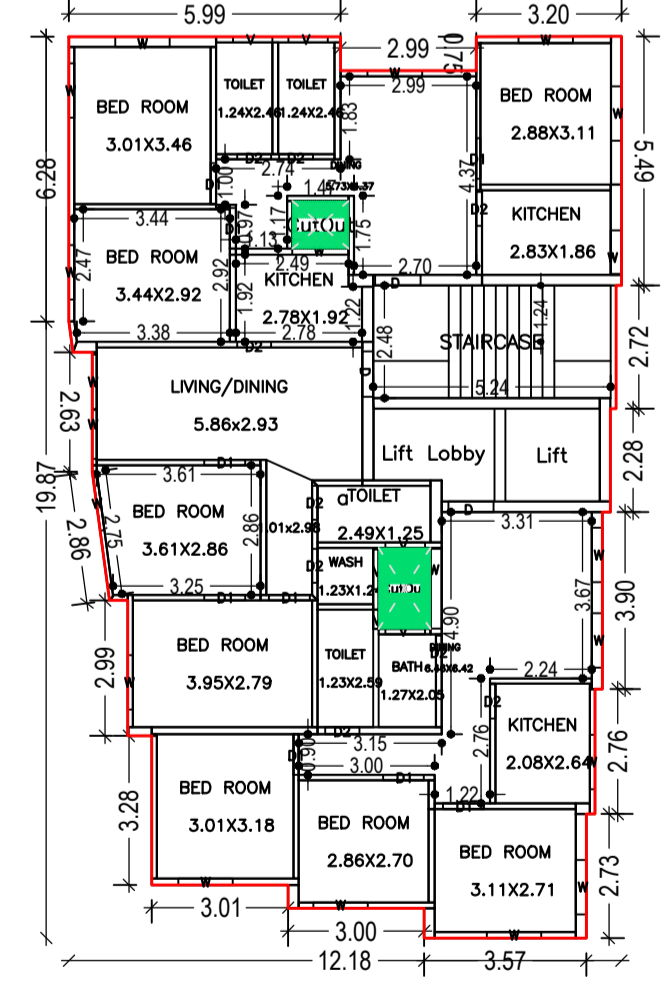 5.99
3.20
2.99
0.75
2.99
W
V
V
W
W
BED ROOM
3.01X3.46
TOILET
1.24X2.46
TOILET
1.24X2.46
1.83
BED ROOM
2.88X3.11
W
W
6.28
5.49
D2
D2
DINING
2.74
4.37
D
1.00
1.75
D2
KITCHEN
2.83X1.86
W
3.44
D
0.97
CutOu
BED ROOM
3.44X2.92
2.47
2.92
2.49
2.70
KITCHEN
2.78X1.92
1.92
1.22
W
D
3.38
2.78
D2
2.48
STAIRCASE
1.24
2.72
5.24
LIVING/DINING
5.86x2.93
D
W
W
2.63
Lift Lobby
Lift
2.28
19.87
D1
3.61
BED ROOM
3.61X2.86
2.75
2.86
2.86
W
D2
aTOILET
2.49X1.25
D
3.31
W
3.25
D1
D1
D2
WASH
CutOu
W
3.67
3.90
BED ROOM
3.95X2.79
2.99
W
TOILET
1.23X2.59
BATH
1.27X2.05
DINING
6.46X6.42
4.90
W
2.24
D2
D2
3.15
3.00
0.90
D1
2.76
KITCHEN
2.08X2.64
W
2.76
BED ROOM
3.01X3.18
3.28
BED ROOM
2.86X2.70
1.22
D1
BED ROOM
3.11X2.71
W
2.73
W
W
W
3.01
3.00
12.18
3.57